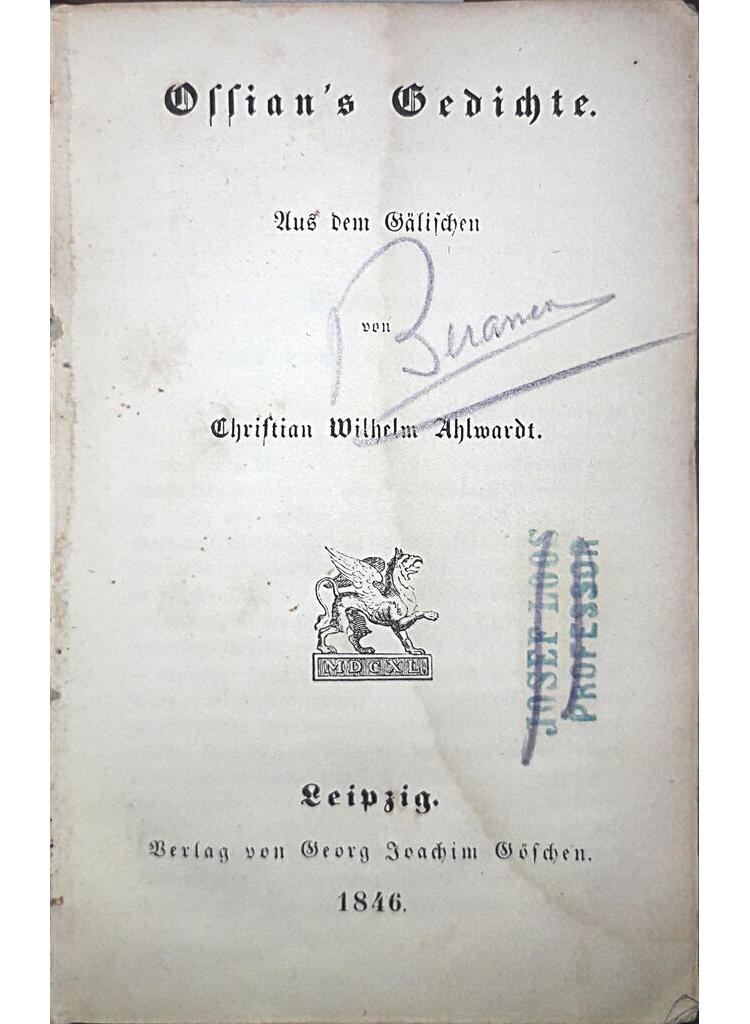 Ossian's Gedichte.
Aus dem Gälischen
von
Christian Wilhelm Ahlwardt.
MDCXL.
JOSEF LOOS
PROFESSOR
Leipzig.
Verlag von Georg Joachim Göschen.
1846.